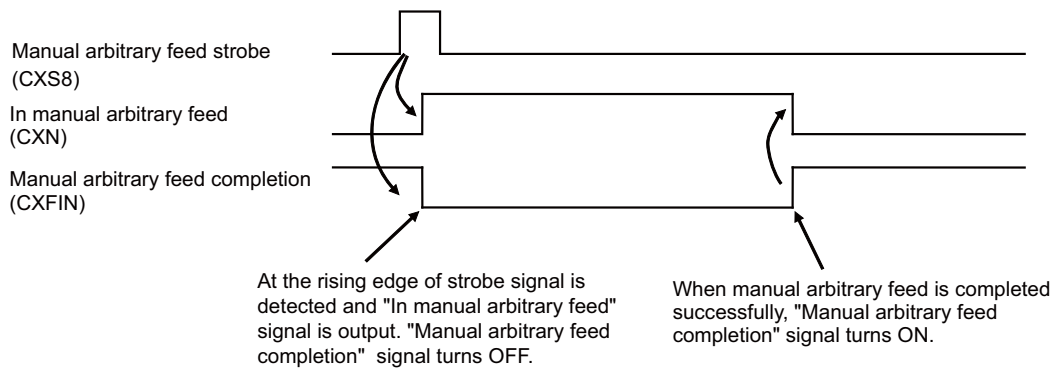 Manual arbitrary feed strobe
(CXS8)
In manual arbitrary feed
(CXN)
Manual arbitrary feed completion
(CXFIN)
At the rising edge of strobe signal is
detected and "In manual arbitrary feed"
signal is output. "Manual arbitrary feed
completion" signal turns OFF.
When manual arbitrary feed is completed
successfully, "Manual arbitrary feed
completion" signal turns ON.